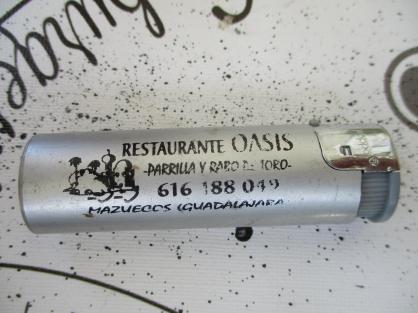 RESTAURANTE OASIS
-PARRILLA Y RABO DE TORO-
616 188 049
MAZUECOS (GUADALAJARA